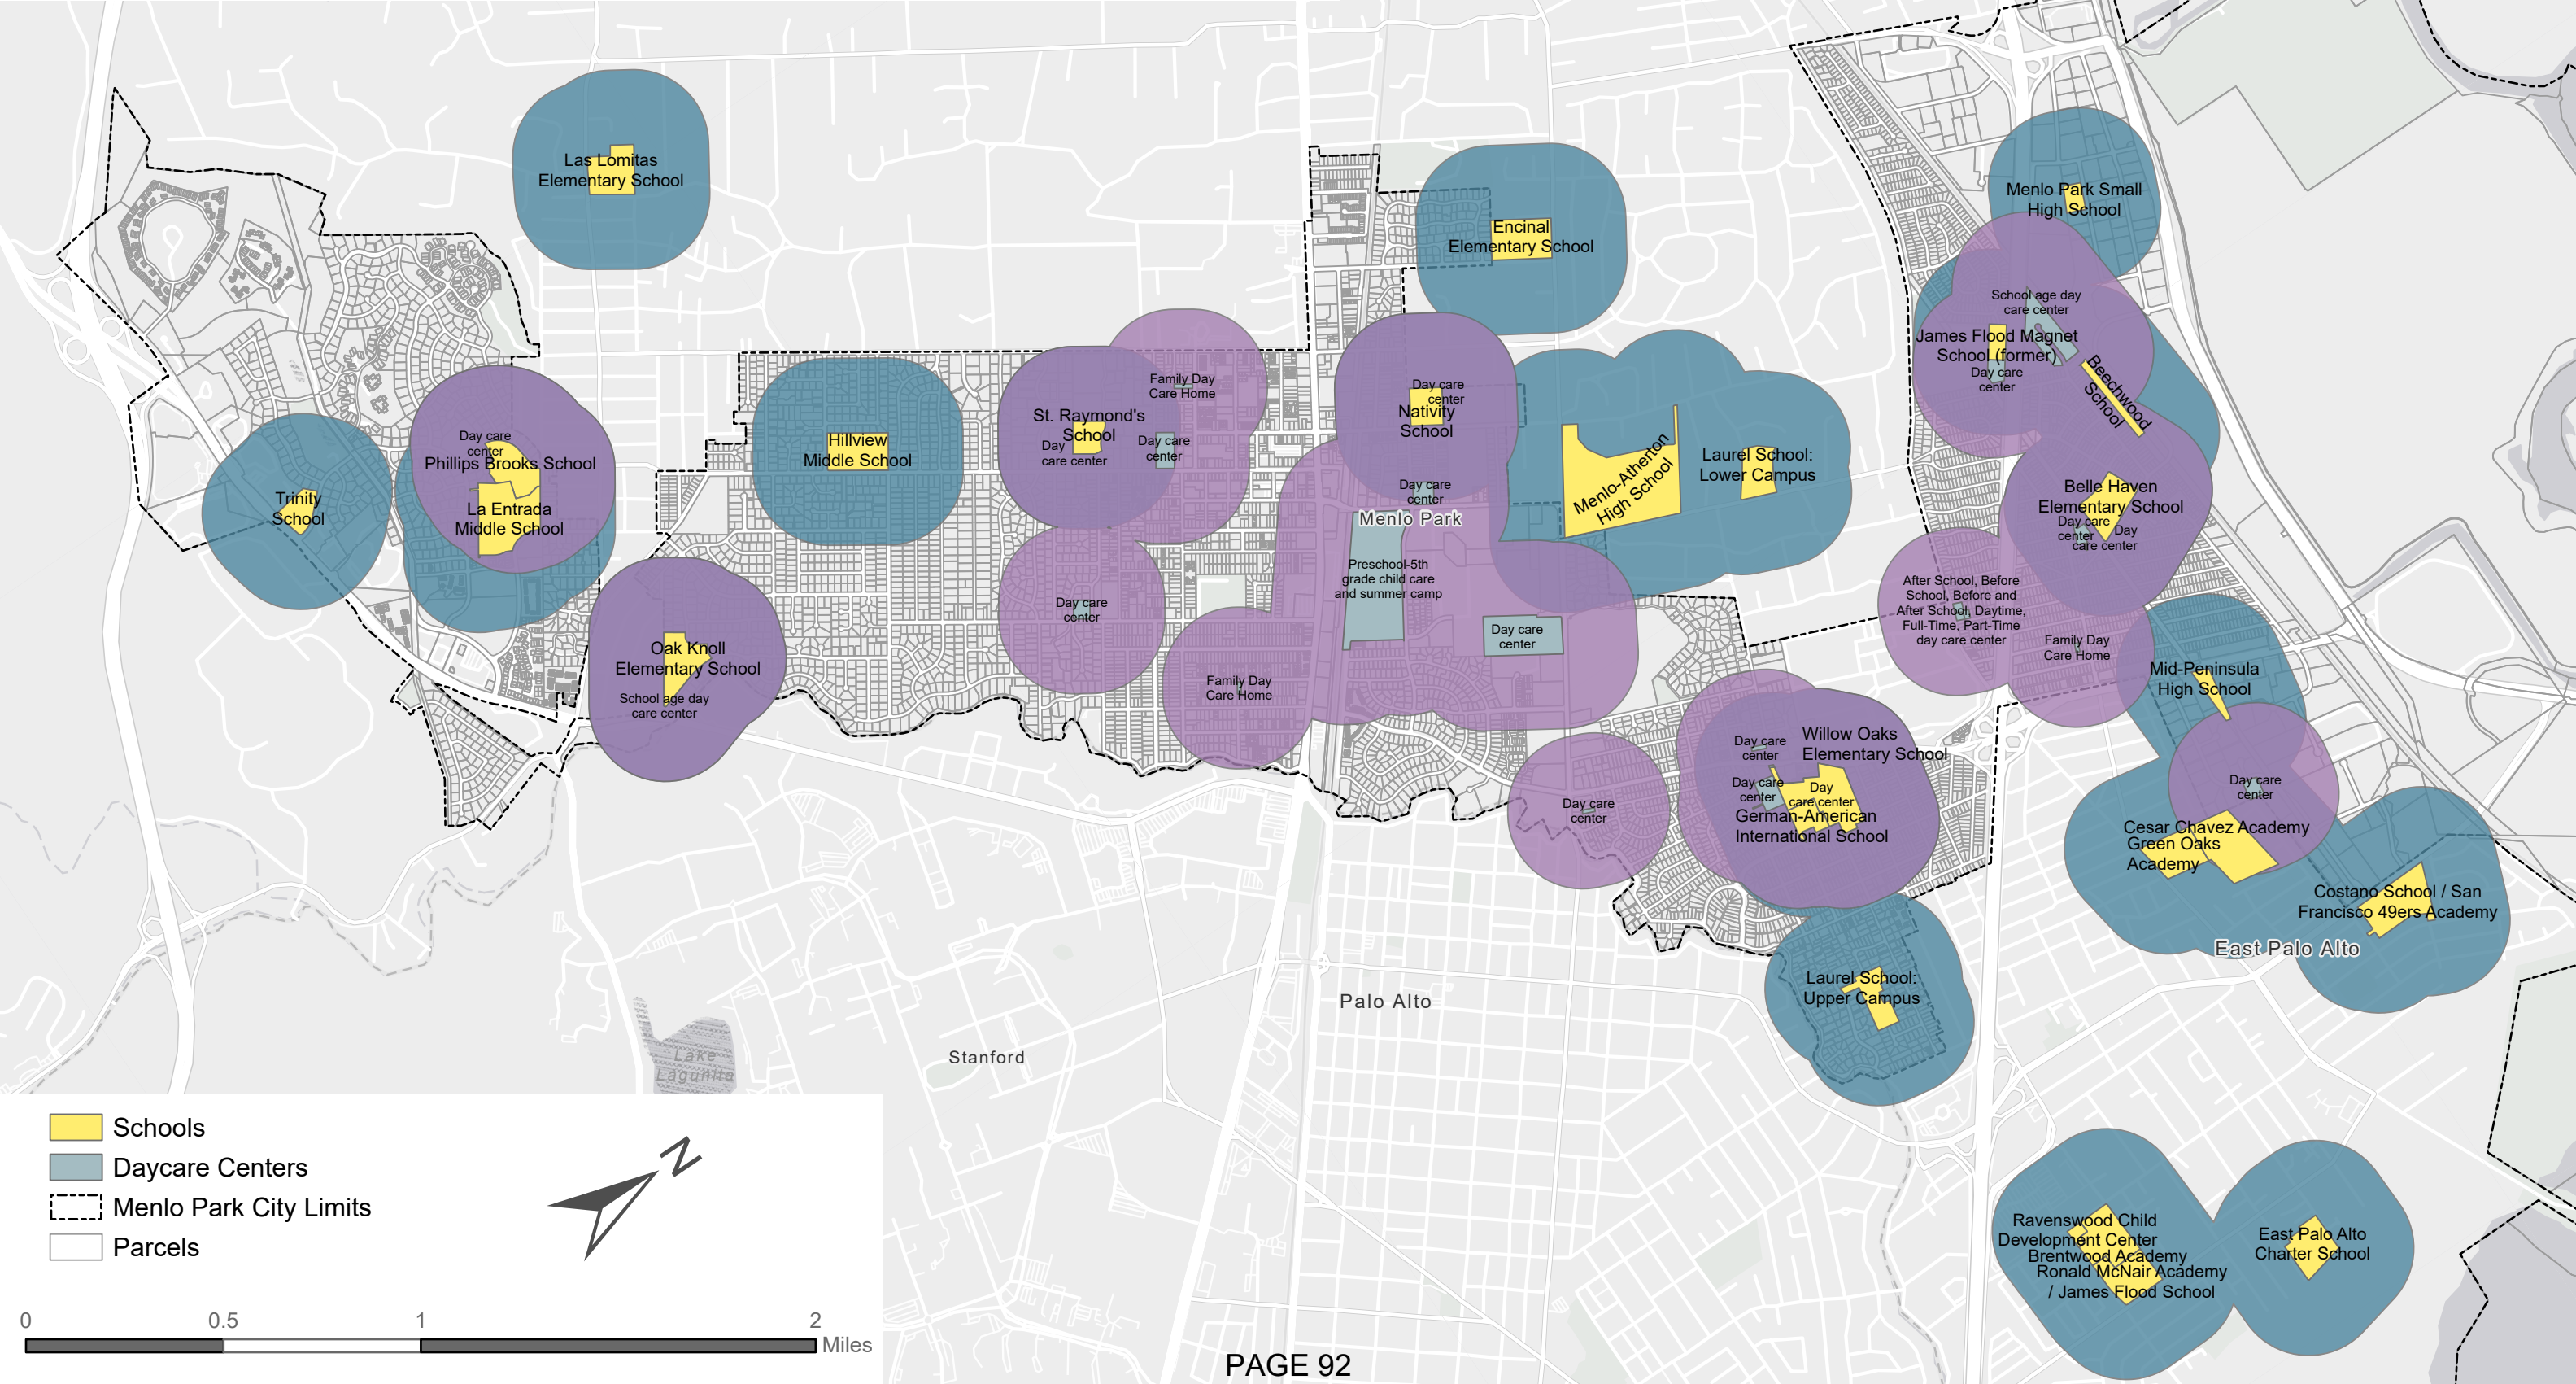 Las Lomitas
Elementary School
Menlo Park Small
High School
Encinal
Elementary School
School age day
care center
James Flood Magnet
School (former)
Day care
center
Beechwood
School
Family Day
Care Home
Day care
center
Nativity
School
St. Raymond's
School
Day
care center
Day care
center
Hillview
Middle School
Day care
center
Phillips Brooks School
La Entrada
Middle School
Trinity
School
Menlo-Atherton
High School
Laurel School:
Lower Campus
Day care
center
Menlo Park
Belle Haven
Elementary School
Day care
center
Day
care center
Preschool-5th
grade child care
and summer camp
Day care
center
Day care
center
After School, Before
School, Before and
After School, Daytime,
Full-Time, Part-Time
day care center
Family Day
Care Home
Mid-Peninsula
High School
Oak Knoll
Elementary School
School age day
care center
Family Day
Care Home
Willow Oaks
Elementary School
Day care
center
Day care
center
Day
care center
German-American
International School
Day care
center
Day care
center
Cesar Chavez Academy
Green Oaks
Academy
Costano School / San
Francisco 49ers Academy
East Palo Alto
Laurel School:
Upper Campus
Palo Alto
Stanford
Lake
Lagunita
Ravenswood Child
Development Center
Brentwood Academy
Ronald McNair Academy
/ James Flood School
East Palo Alto
Charter School
Schools
Daycare Centers
Menlo Park City Limits
Parcels
N
0 0.5 1 2
Miles
PAGE 92